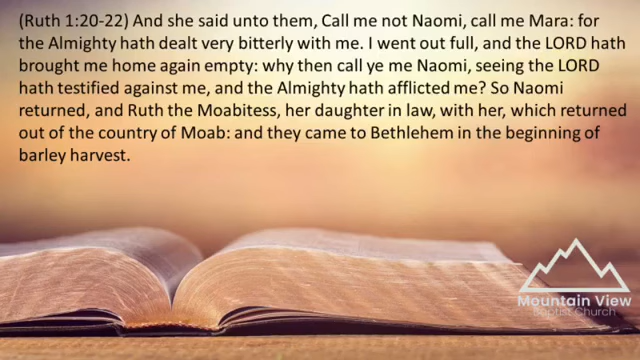 (Ruth 1:20-22) And she said unto them, Call me not Naomi, call me Mara: for
the Almighty hath dealt very bitterly with me. I went out full, and the LORD hath
brought me home again empty: why then call ye me Naomi, seeing the LORD
hath testified against me, and the Almighty hath afflicted me? So Naomi
returned, and Ruth the Moabitess, her daughter in law, with her, which returned
out of the country of Moab: and they came to Bethlehem in the beginning of
barley harvest.
Mountain View
Baptist Church